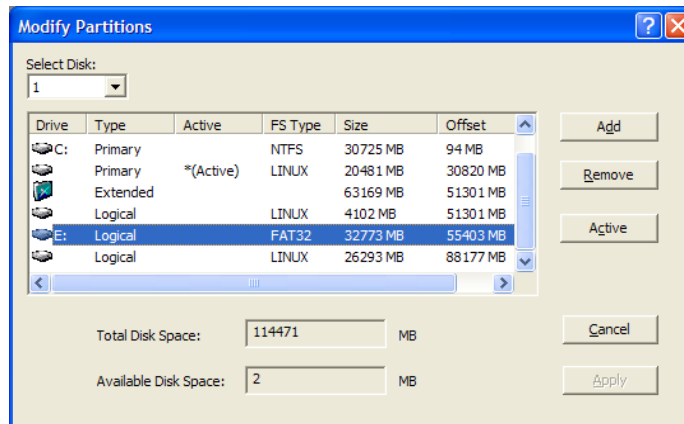 Modify Partitions
Select Disk:
1
Drive Type Active FS Type Size Offset
C: Primary NTFS 30725 MB 94 MB
Primary *(Active) LINUX 20481 MB 30820 MB
Extended 63169 MB 51301 MB
Logical LINUX 4102 MB 51301 MB
E: Logical FAT32 32773 MB 55403 MB
Logical LINUX 26293 MB 88177 MB
Add
Remove
Active
Total Disk Space: 114471 MB
Cancel
Available Disk Space: 2 MB
Apply